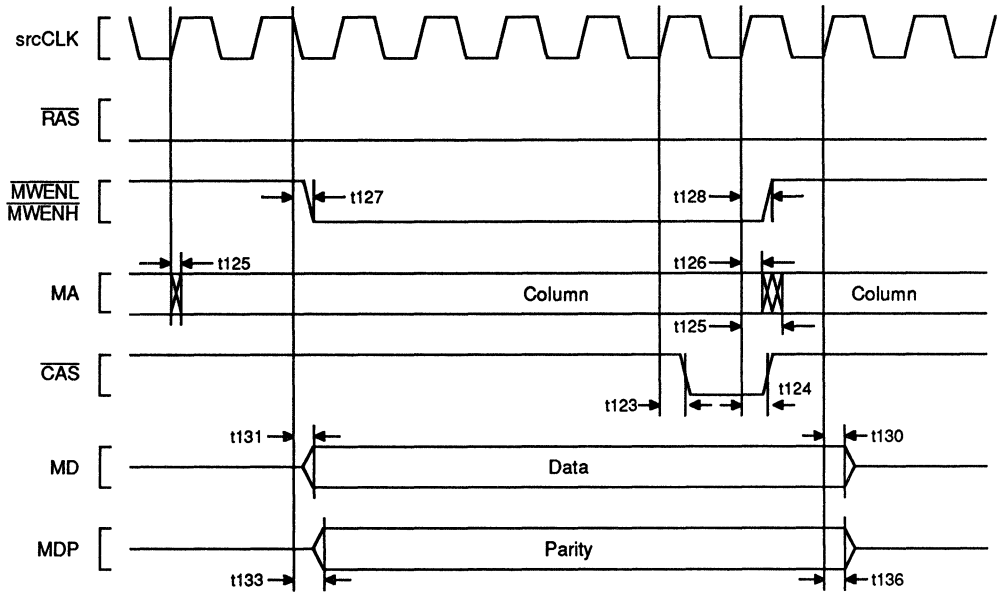 srcCLK
RAS
MWENL
MWENH
t127
t128
t125
t126
MA
Column
Column
t125
CAS
t123
t124
t131
t130
MD
Data
MDP
Parity
t133
t136